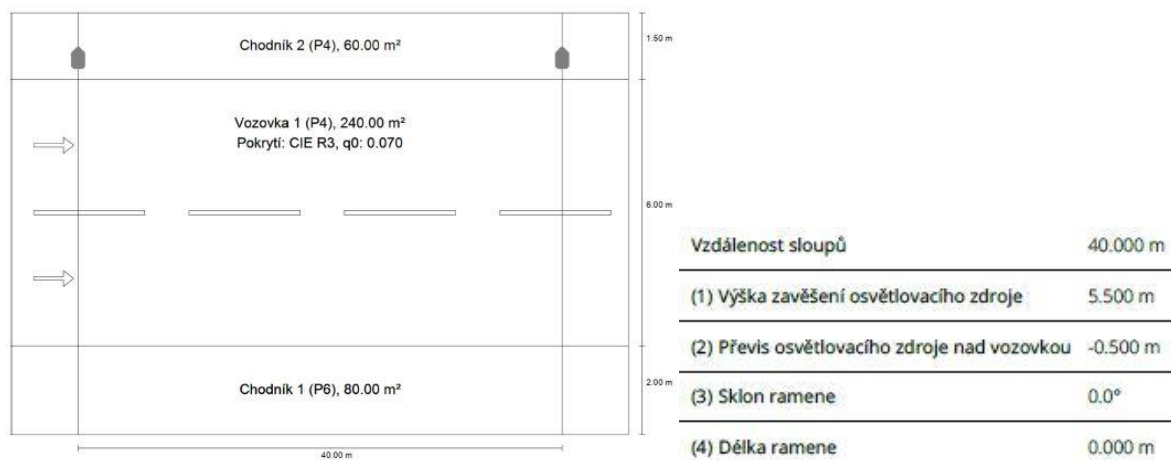 Chodník 2 (P4), 60.00 m²
1.50 m
Vozovka 1 (P4), 240.00 m²
Pokrytí: CIE R3, q0: 0.070
6.00 m
Chodník 1 (P6), 80.00 m²
2.00 m
40.00 m
Vzdálenost sloupů 40.000 m
(1) Výška zavěšení osvětlovacího zdroje 5.500 m
(2) Převis osvětlovacího zdroje nad vozovkou -0.500 m
(3) Sklon ramene 0.0°
(4) Délka ramene 0.000 m